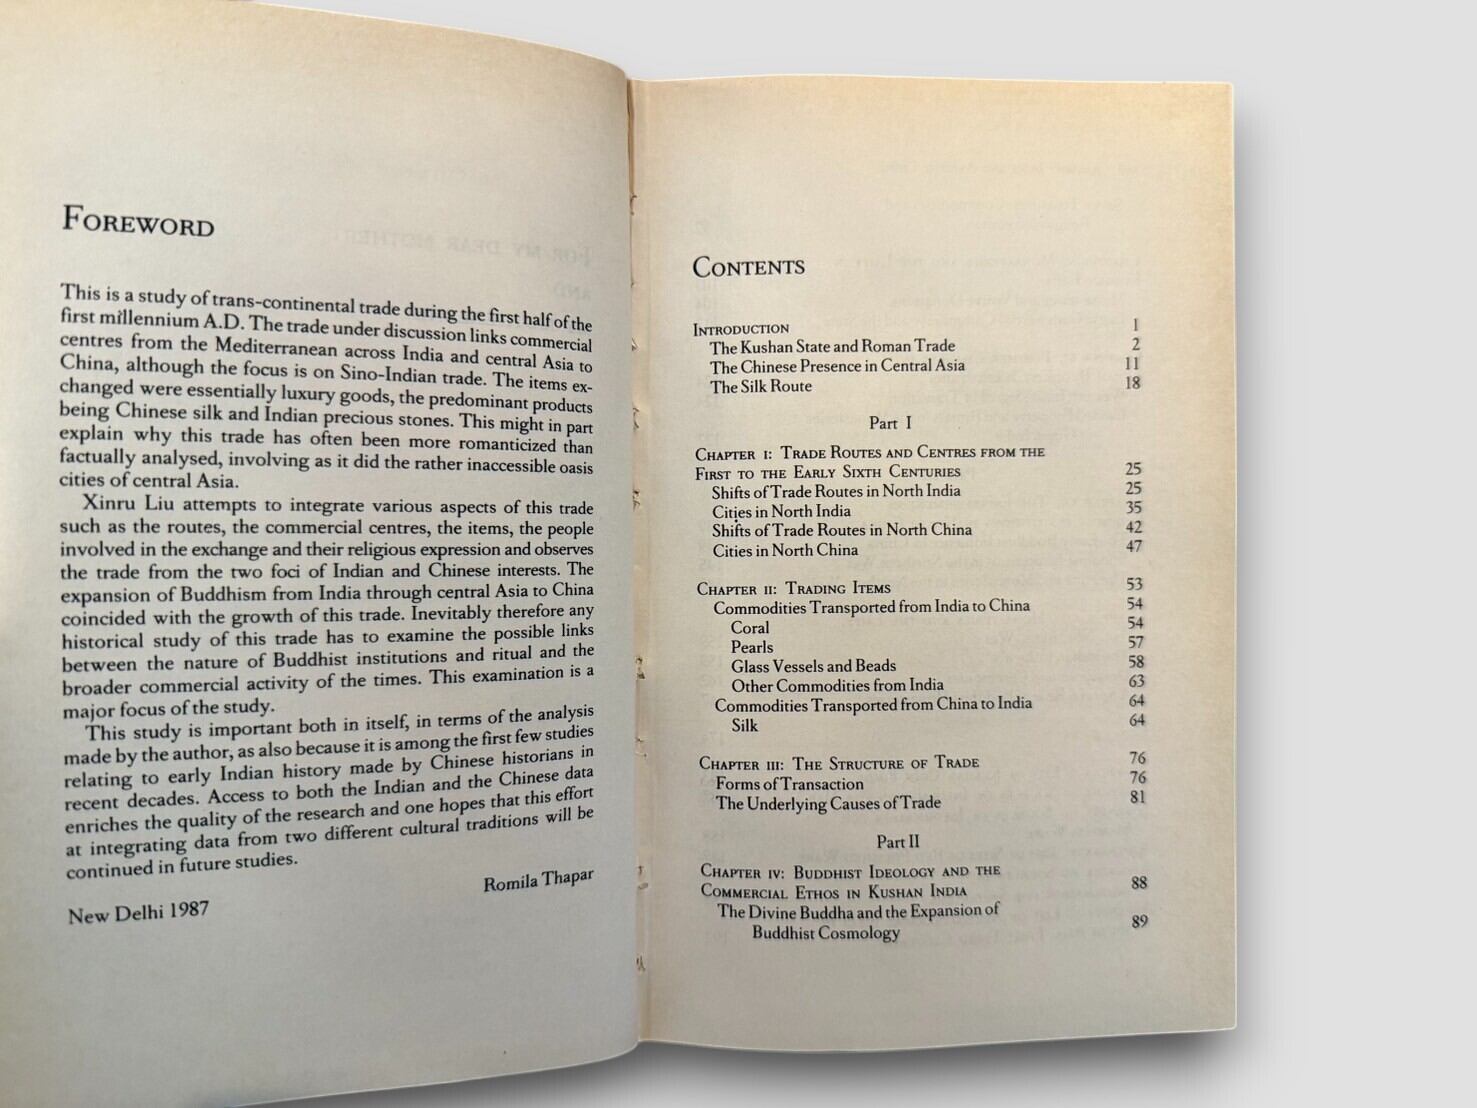 FOREWORD
This is a study of trans-continental trade during the first half of the
first millennium A.D. The trade under discussion links commercial
centres from the Mediterranean across India and central Asia to
China, although the focus is on Sino-Indian trade. The items ex-
changed were essentially luxury goods, the predominant products
being Chinese silk and Indian precious stones. This might in part
explain why this trade has often been more romanticized than
factually analysed, involving as it did the rather inaccessible oasis
cities of central Asia.
Xinru Liu attempts to integrate various aspects of this trade
such as the routes, the commercial centres, the items, the people
involved in the exchange and their religious expression and observes
the trade from the two foci of Indian and Chinese interests. The
expansion of Buddhism from India through central Asia to China
coincided with the growth of this trade. Inevitably therefore any
historical study of this trade has to examine the possible links
between the nature of Buddhist institutions and ritual and the
broader commercial activity of the times. This examination is a
major focus of the study.
This study is important both in itself, in terms of the analysis
made by the author, as also because it is among the first few studies
relating to early Indian history made by Chinese historians in
recent decades. Access to both the Indian and the Chinese data
enriches the quality of the research and one hopes that this effort
at integrating data from two different cultural traditions will be
continued in future studies.
Romila Thapar
New Delhi 1987
CONTENTS
INTRODUCTION 1
The Kushan State and Roman Trade 2
The Chinese Presence in Central Asia 11
The Silk Route 18
Part I
CHAPTER I: TRADE ROUTES AND CENTRES FROM THE
FIRST TO THE EARLY SIXTH CENTURIES 25
Shifts of Trade Routes in North India 25
Cities in North India 35
Shifts of Trade Routes in North China 42
Cities in North China 47
CHAPTER II: TRADING ITEMS 53
Commodities Transported from India to China 54
Coral 54
Pearls 57
Glass Vessels and Beads 58
Other Commodities from India 63
Commodities Transported from China to India 64
Silk 64
CHAPTER III: THE STRUCTURE OF TRADE 76
Forms of Transaction 76
The Underlying Causes of Trade 81
Part II
CHAPTER IV: BUDDHIST IDEOLOGY AND THE
COMMERCIAL ETHOS IN KUSHAN INDIA 88
The Divine Buddha and the Expansion of
Buddhist Cosmology 89